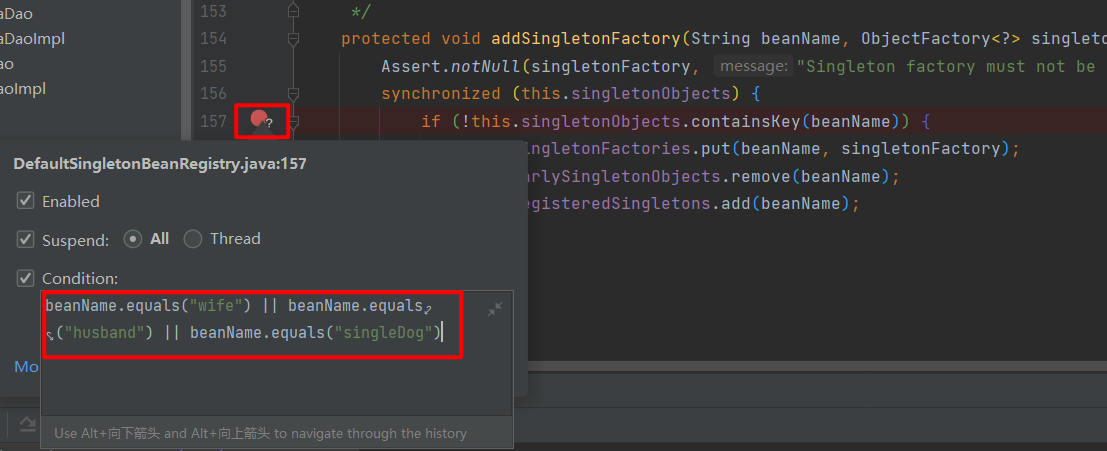 aDao
aDaoImpl
ao
aoImpl
153 */
154 protected void addSingletonFactory(String beanName, ObjectFactory<?> singleto
155 Assert.notNull(singletonFactory, message: "Singleton factory must not be
156 synchronized (this.singletonObjects) {
157 if (!this.singletonObjects.containsKey(beanName)) {
ingletonFactories.put(beanName, singletonFactory);
arlySingletonObjects.remove(beanName);
egisteredSingletons.add(beanName);
DefaultSingletonBeanRegistry.java:157
Enabled
Suspend: All Thread
Condition:
beanName.equals("wife") || beanName.equals
("husband") || beanName.equals("singleDog")
Mo
Use Alt+向下箭头 and Alt+向上箭头 to navigate through the history